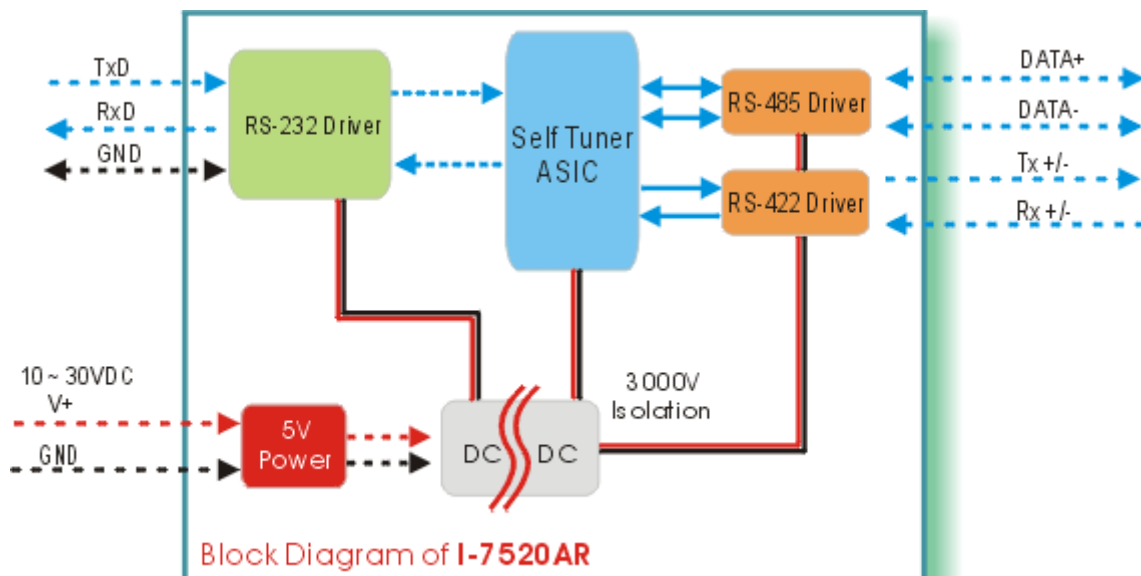 TxD
RxD
GND
RS-232 Driver
Self Tuner
ASIC
RS-485 Driver
RS-422 Driver
DATA+
DATA-
Tx +/-
Rx +/-
10 ~ 30VDC
V+
GND
5V
Power
DC
DC
3000V
Isolation
Block Diagram of I-7520AR